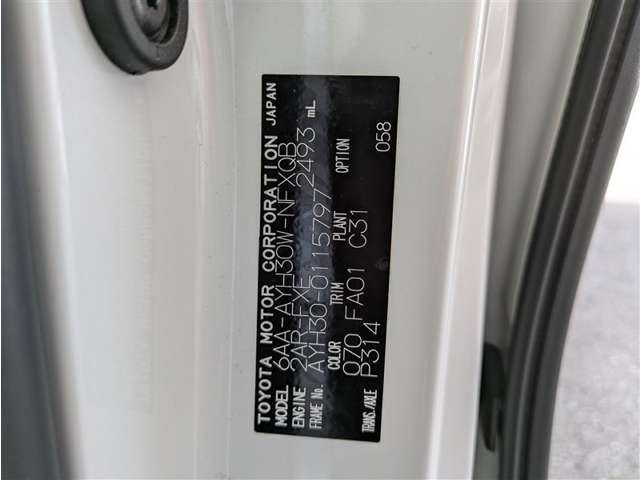 TOYOTA MOTOR CORPORATION JAPAN
MODEL 6AA-AYH30W-NFXQB
ENGINE 2AR-FXE 2493 mL
FRAME No. AYH30-0115797
COLOR TRIM PLANT OPTION
070 FA01 C31 058
TRANS./AXLE P314